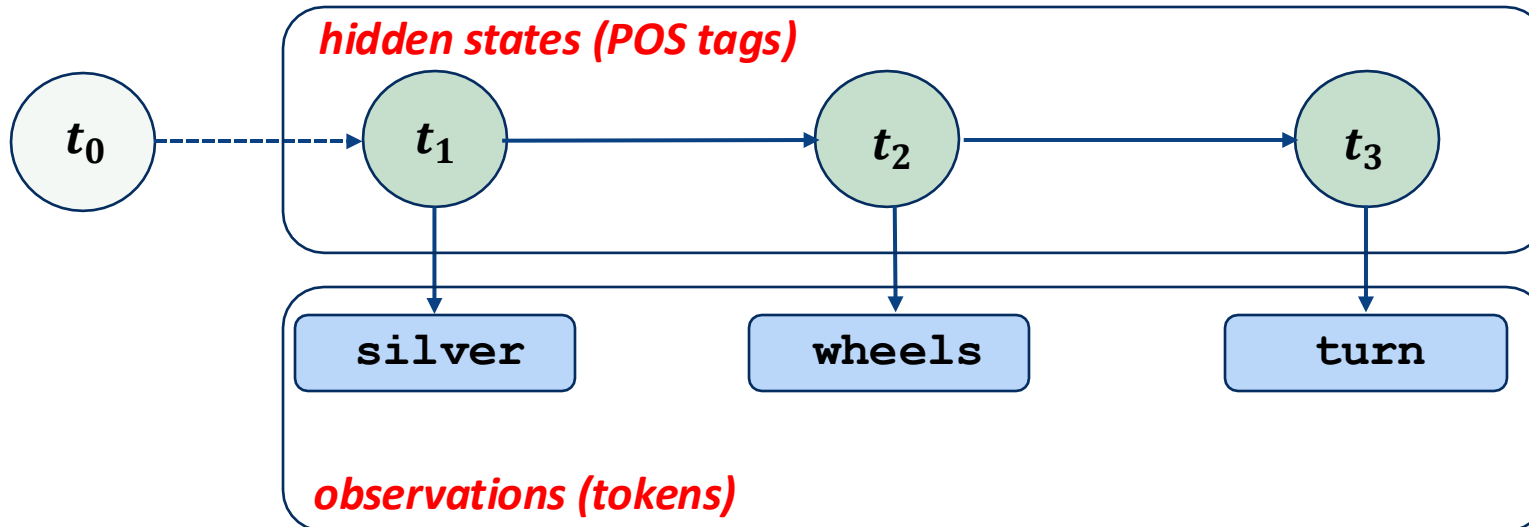 hidden states (POS tags)
t₀ t₁ t₂ t₃
silver wheels turn
observations (tokens)